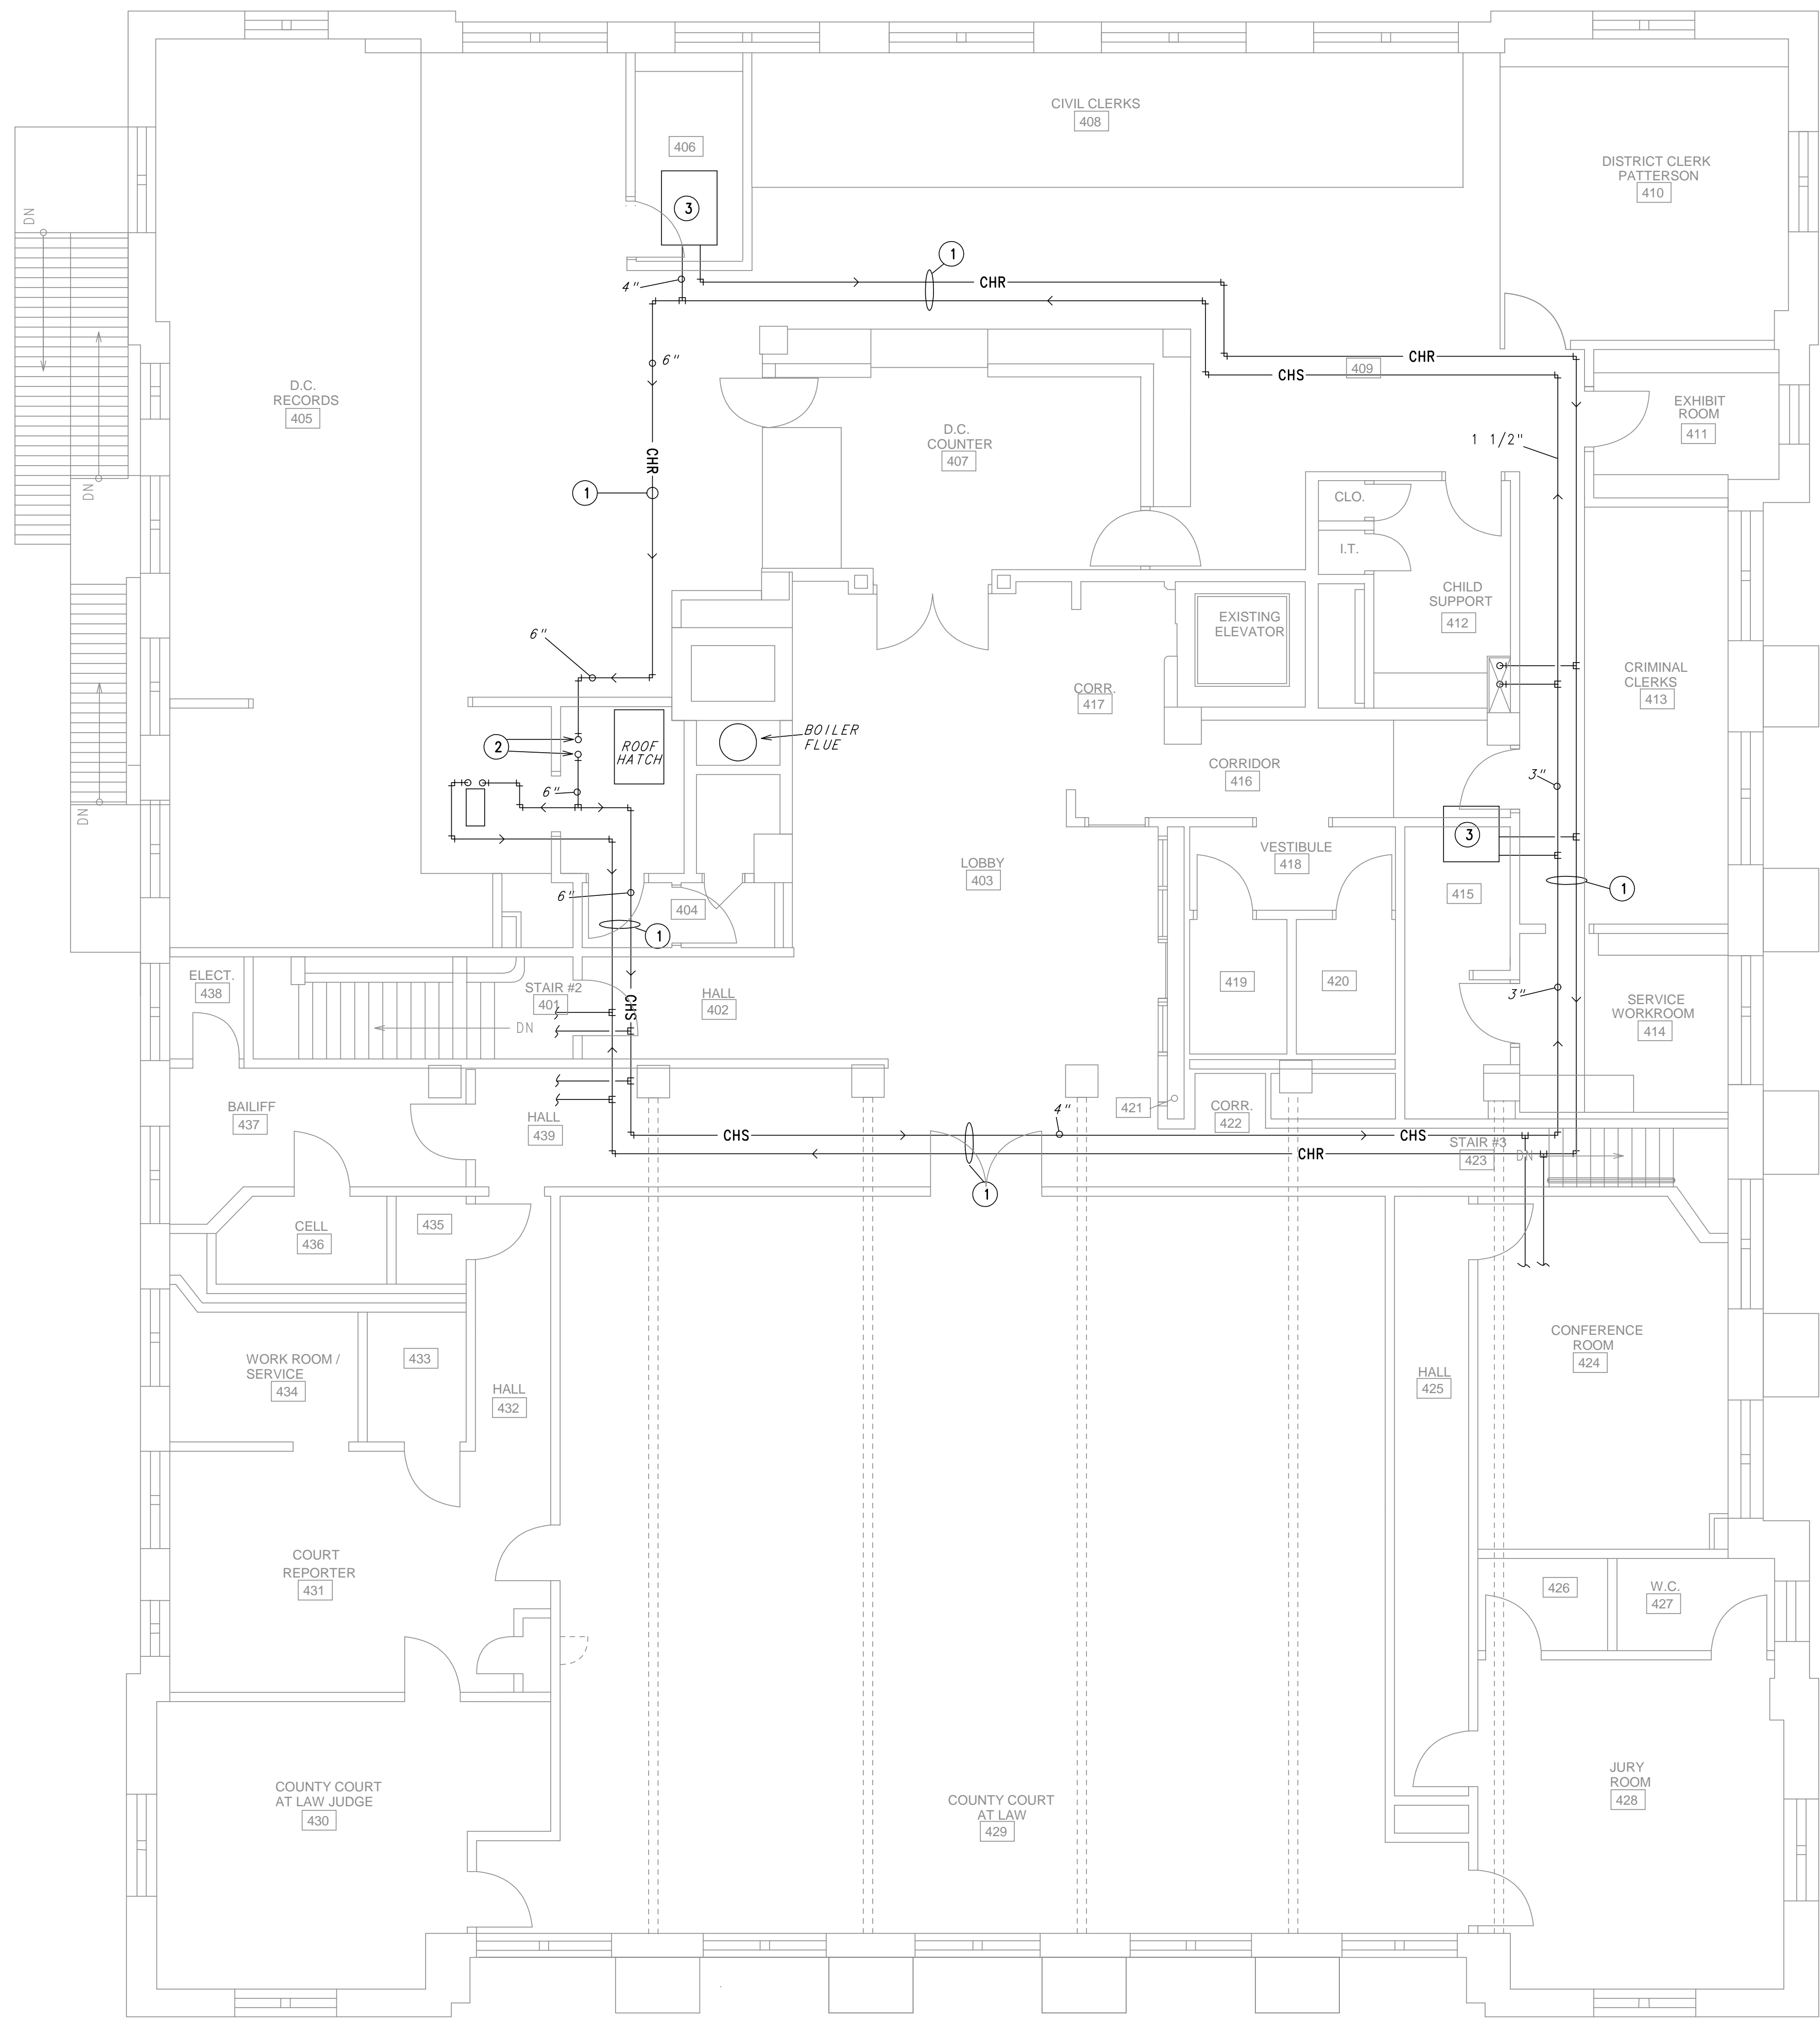 CIVIL CLERKS
408
406
DISTRICT CLERK
PATTERSON
410
3
DN
1
CHR
4"
6"
CHR
CHS
409
D.C.
RECORDS
405
EXHIBIT
ROOM
411
D.C.
COUNTER
407
1 1/2"
CHR
1
DN
CLO.
I.T.
CHILD
SUPPORT
412
EXISTING
ELEVATOR
6"
CRIMINAL
CLERKS
413
CORR.
417
2
ROOF
HATCH
BOILER
FLUE
CORRIDOR
416
3"
6"
DN
3
VESTIBULE
418
LOBBY
403
6"
404
415
1
1
ELECT.
438
STAIR #2
401
DN
CHS
HALL
402
419
420
3"
SERVICE
WORKROOM
414
BAILIFF
437
HALL
439
421
CORR.
422
4"
CHS
CHS
CHR
STAIR #3
423
DN
1
CELL
436
435
CONFERENCE
ROOM
424
WORK ROOM /
SERVICE
434
433
HALL
432
HALL
425
COURT
REPORTER
431
426
W.C.
427
COUNTY COURT
AT LAW JUDGE
430
COUNTY COURT
AT LAW
429
JURY
ROOM
428